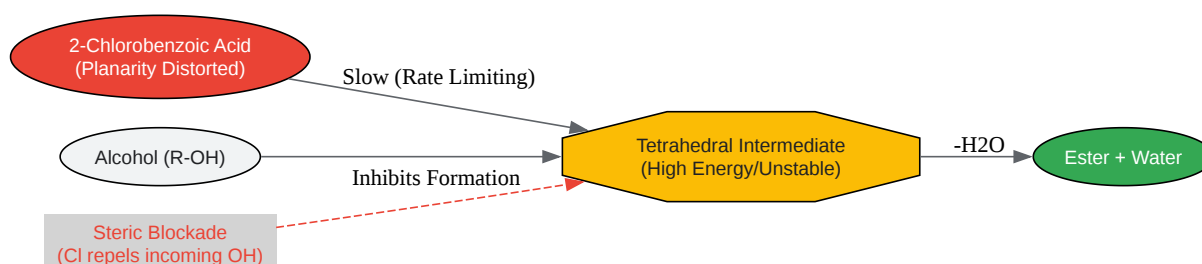 2-Chlorobenzoic Acid
(Planarity Distorted)
Slow (Rate Limiting)
Alcohol (R-OH)
Inhibits Formation
Steric Blockade
(Cl repels incoming OH)
Tetrahedral Intermediate
(High Energy/Unstable)
-H2O
Ester + Water